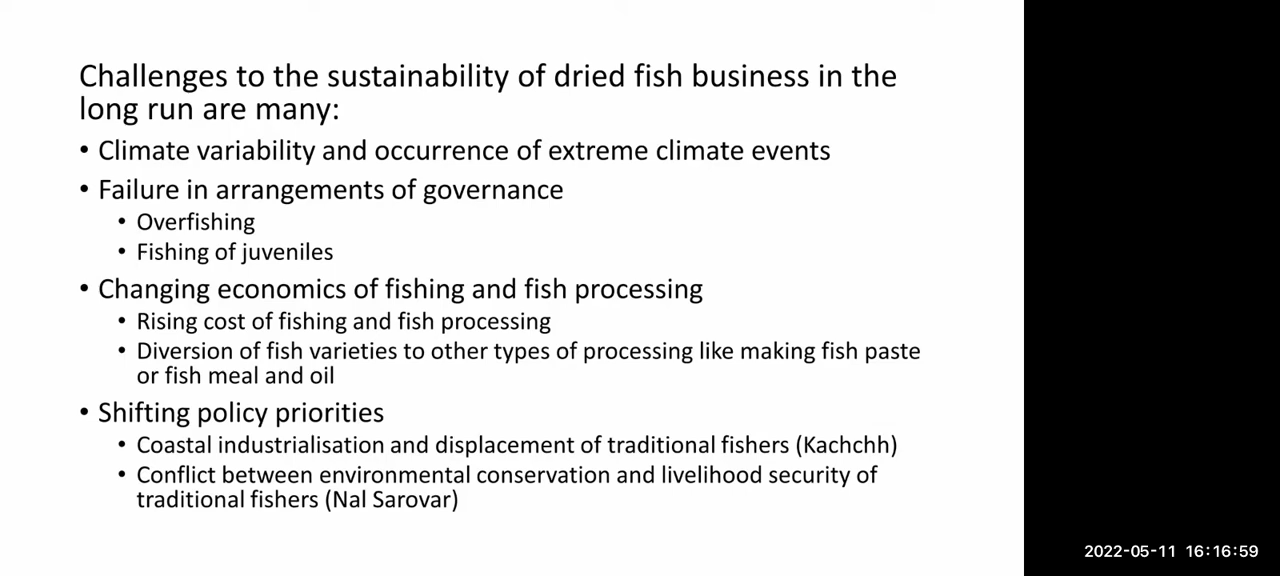 Challenges to the sustainability of dried fish business in the
long run are many:
• Climate variability and occurrence of extreme climate events
• Failure in arrangements of governance
• Overfishing
• Fishing of juveniles
• Changing economics of fishing and fish processing
• Rising cost of fishing and fish processing
• Diversion of fish varieties to other types of processing like making fish paste
or fish meal and oil
• Shifting policy priorities
• Coastal industrialisation and displacement of traditional fishers (Kachchh)
• Conflict between environmental conservation and livelihood security of
traditional fishers (Nal Sarovar)
2022-05-11 16:16:59